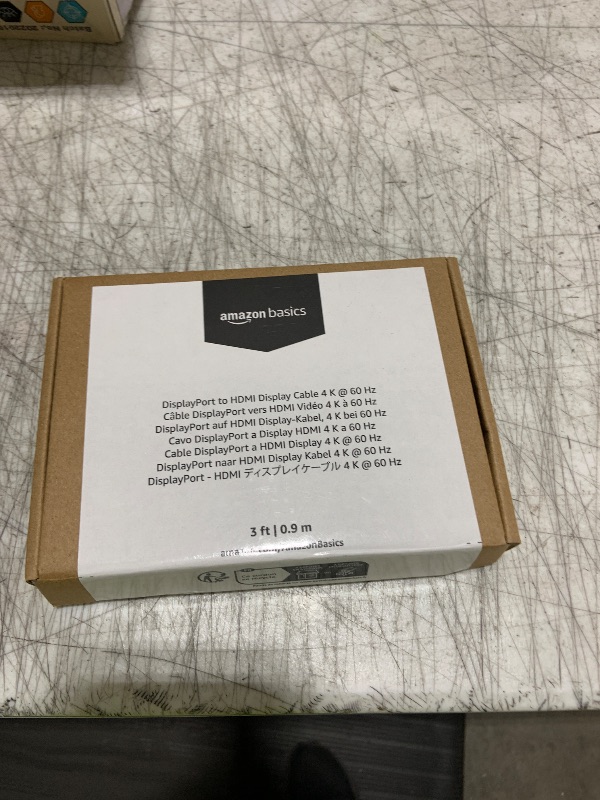 amazon basics
DisplayPort to HDMI Display Cable 4 K @ 60 Hz
Câble DisplayPort vers HDMI Vidéo 4 K à 60 Hz
DisplayPort auf HDMI Display-Kabel, 4 K bei 60 Hz
Cavo DisplayPort a Display HDMI 4 K a 60 Hz
Cable DisplayPort a HDMI Display 4 K @ 60 Hz
DisplayPort naar HDMI Display Kabel 4 K @ 60 Hz
DisplayPort - HDMI ディスプレイケーブル 4 K @ 60 Hz
3 ft | 0.9 m
AmazonBasics
Batch No.: